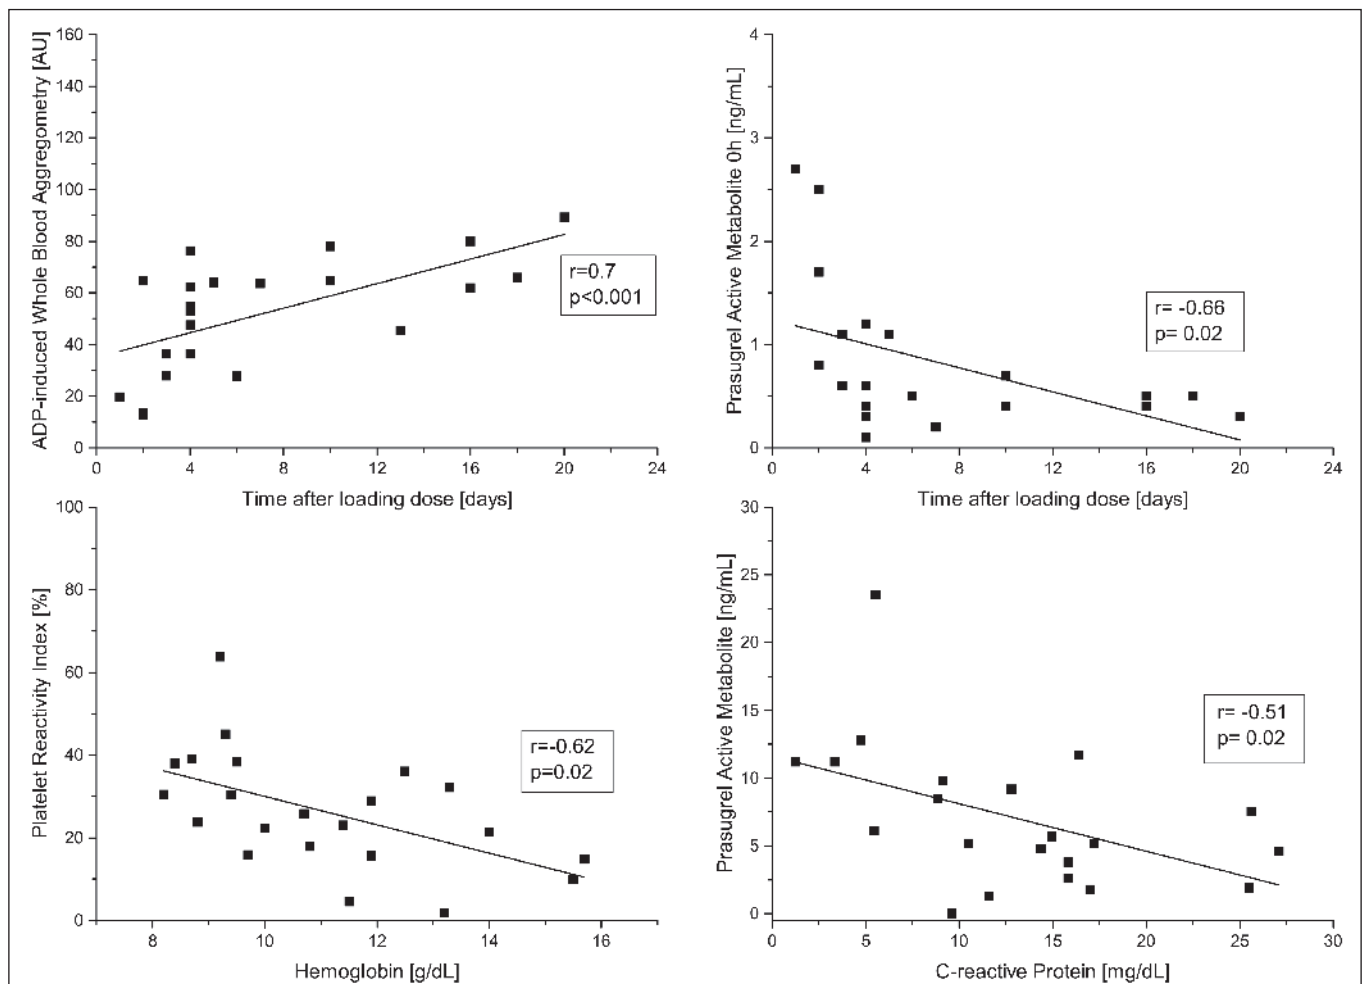 ADP-induced Whole Blood Aggregometry [AU]
160
140
120
100
80
60
40
20
0
r=0.7
p<0.001
0 4 8 12 16 20 24
Time after loading dose [days]
Prasugrel Active Metabolite 0h [ng/mL]
4
3
2
1
0
r= -0.66
p= 0.02
0 4 8 12 16 20 24
Time after loading dose [days]
Platelet Reactivity Index [%]
100
80
60
40
20
0
r=-0.62
p=0.02
8 10 12 14 16
Hemoglobin [g/dL]
Prasugrel Active Metabolite [ng/mL]
30
25
20
15
10
5
0
r= -0.51
p= 0.02
0 5 10 15 20 25 30
C-reactive Protein [mg/dL]